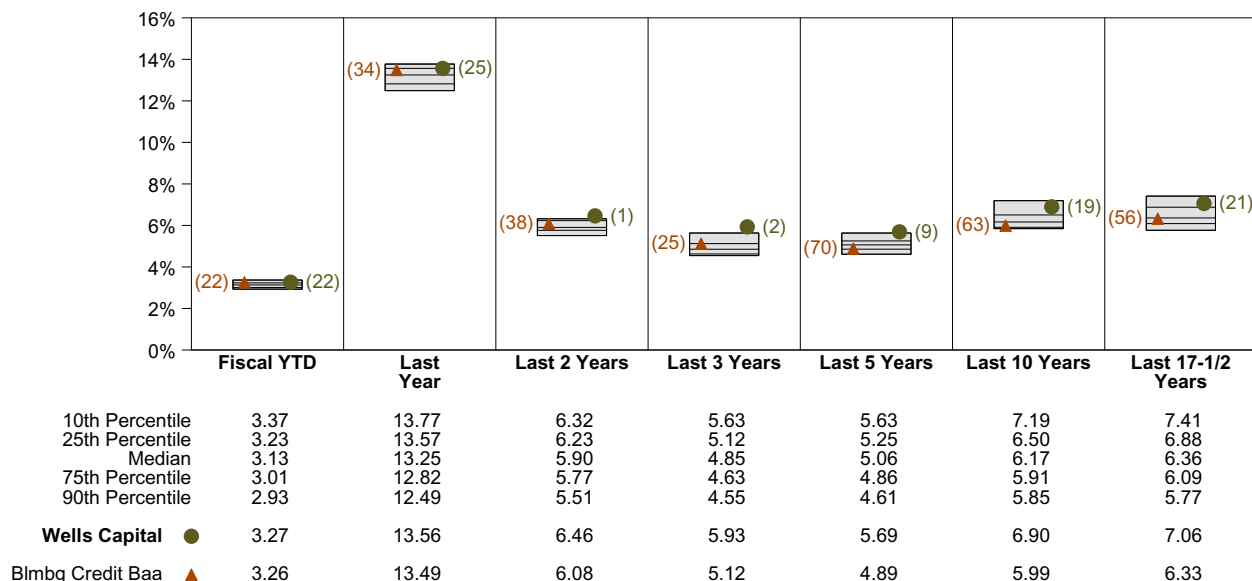 16%
14%
12%
10%
8%
6%
4%
2%
0%
(22) (22)
(34) (25)
(38) (1)
(25) (2)
(70) (9)
(63) (19)
(56) (21)
Fiscal YTD Last Year Last 2 Years Last 3 Years Last 5 Years Last 10 Years Last 17-1/2 Years
10th Percentile 3.37 13.77 6.32 5.63 5.63 7.19 7.41
25th Percentile 3.23 13.57 6.23 5.12 5.25 6.50 6.88
Median 3.13 13.25 5.90 4.85 5.06 6.17 6.36
75th Percentile 3.01 12.82 5.77 4.63 4.86 5.91 6.09
90th Percentile 2.93 12.49 5.51 4.55 4.61 5.85 5.77
Wells Capital 3.27 13.56 6.46 5.93 5.69 6.90 7.06
Blmbg Credit Baa 3.26 13.49 6.08 5.12 4.89 5.99 6.33